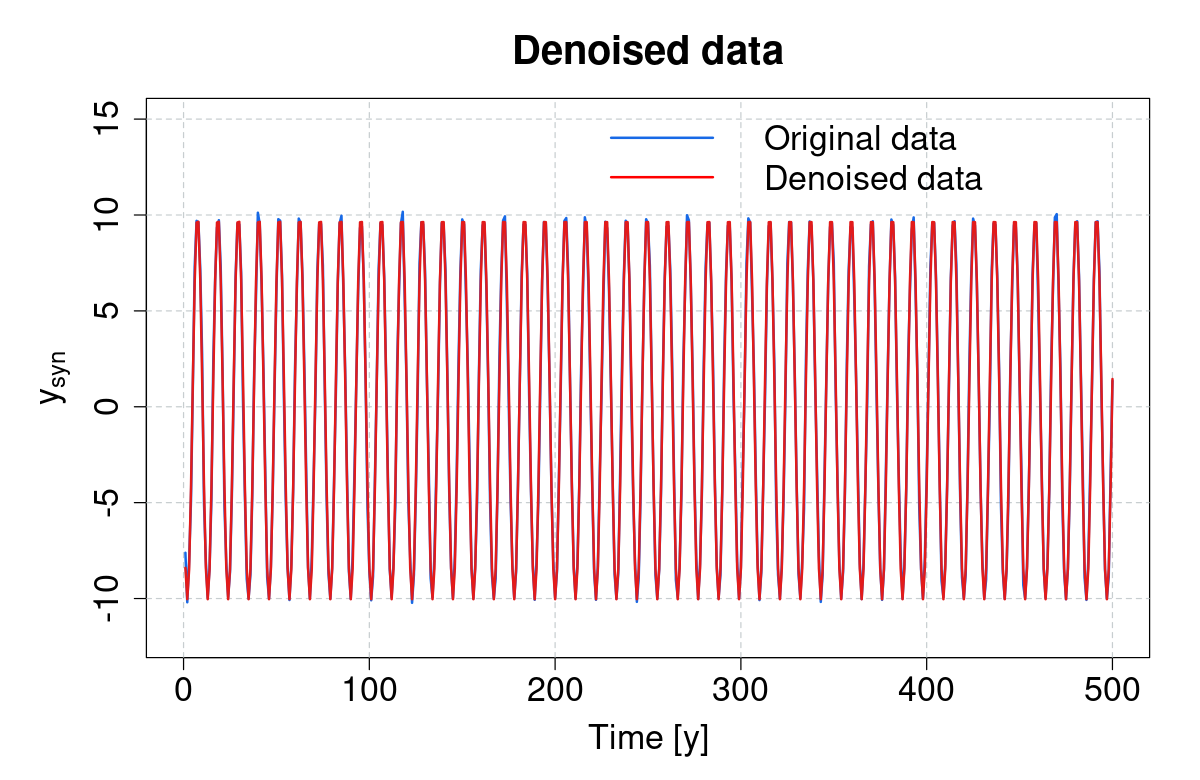 Denoised data
Original data
Denoised data
15
10
5
0
-5
-10
ysyn
0 100 200 300 400 500
Time [y]